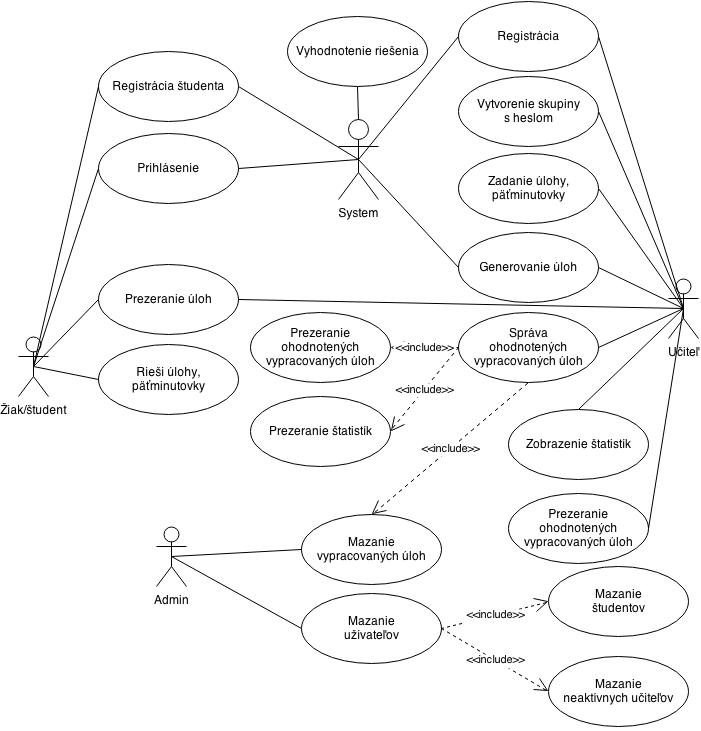 Registrácia
Vyhodnotenie riešenia
Registrácia študenta
Vytvorenie skupiny
s heslom
Prihlásenie
Zadanie úlohy,
päťminutovky
System
Generovanie úloh
Prezeranie úloh
Učiteľ
Prezeranie
ohodnotených
vypracovaných úloh
<<include>>
Správa
ohodnotených
vypracovaných úloh
Rieši úlohy,
päťminutovky
<<include>>
Žiak/študent
Prezeranie štatistík
Zobrazenie štatistík
<<include>>
Prezeranie
ohodnotených
vypracovaných úloh
Mazanie
vypracovaných úloh
Admin
Mazanie
študentov
<<include>>
Mazanie
uživateľov
<<include>>
Mazanie
neaktívnych učiteľov